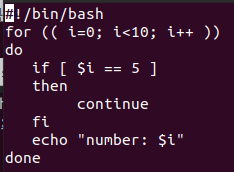 #!/bin/bash
for (( i=0; i<10; i++ ))
do
   if [ $i == 5 ]
   then
        continue
   fi
   echo "number: $i"
done